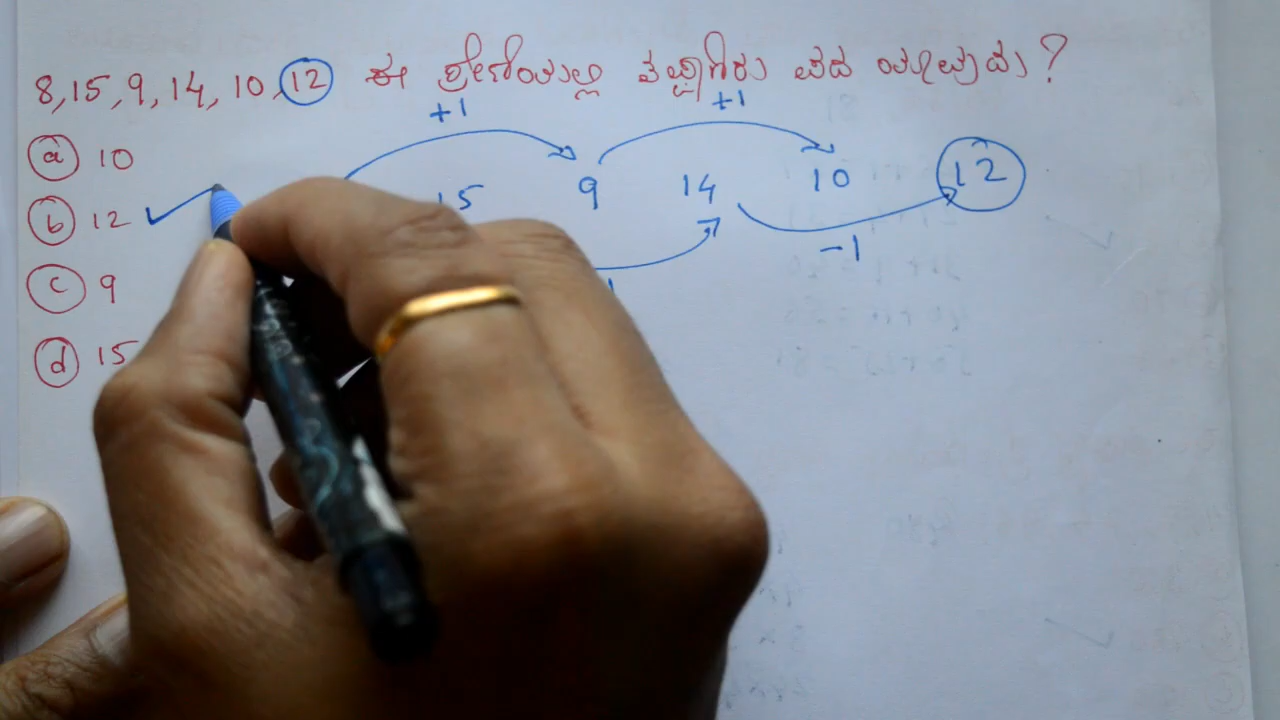 8, 15, 9, 14, 10, 12 ಈ ಶ್ರೇಣಿಯಲ್ಲಿ ತಪ್ಪಾಗಿರು ಪದ ಯಾವುದು?
+1 +1
a 10
15 9 14 10 12
b 12
-1
c 9
d 15